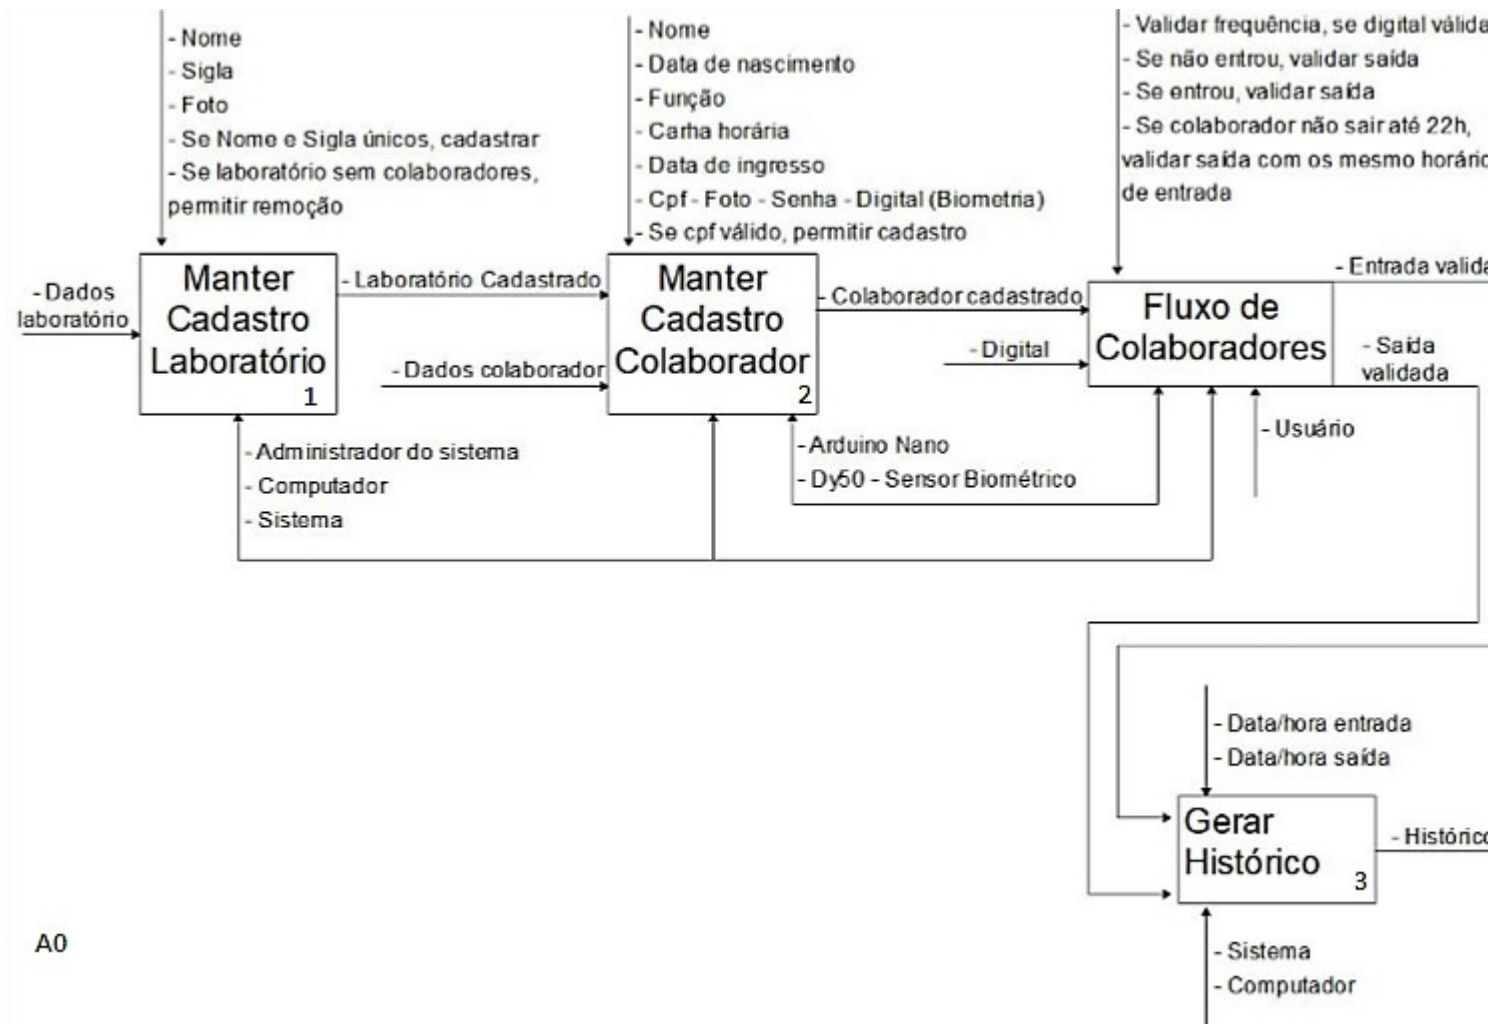 - Nome
- Sigla
- Foto
- Se Nome e Sigla únicos, cadastrar
- Se laboratório sem colaboradores,
permitir remoção
- Nome
- Data de nascimento
- Função
- Carha horária
- Data de ingresso
- Cpf - Foto - Senha - Digital (Biometria)
- Se cpf válido, permitir cadastro
- Validar frequência, se digital válida
- Se não entrou, validar saída
- Se entrou, validar saída
- Se colaborador não sair até 22h,
validar saída com os mesmo horário
de entrada
- Dados
laboratório
Manter
Cadastro
Laboratório
1
- Laboratório Cadastrado
- Dados colaborador
Manter
Cadastro
Colaborador
2
- Colaborador cadastrado
- Digital
Fluxo de
Colaboradores
- Entrada valida
- Saída
validada
- Administrador do sistema
- Computador
- Sistema
- Arduino Nano
- Dy50 - Sensor Biométrico
- Usuário
- Data/hora entrada
- Data/hora saída
Gerar
Histórico
3
- Histórico
- Sistema
- Computador
A0